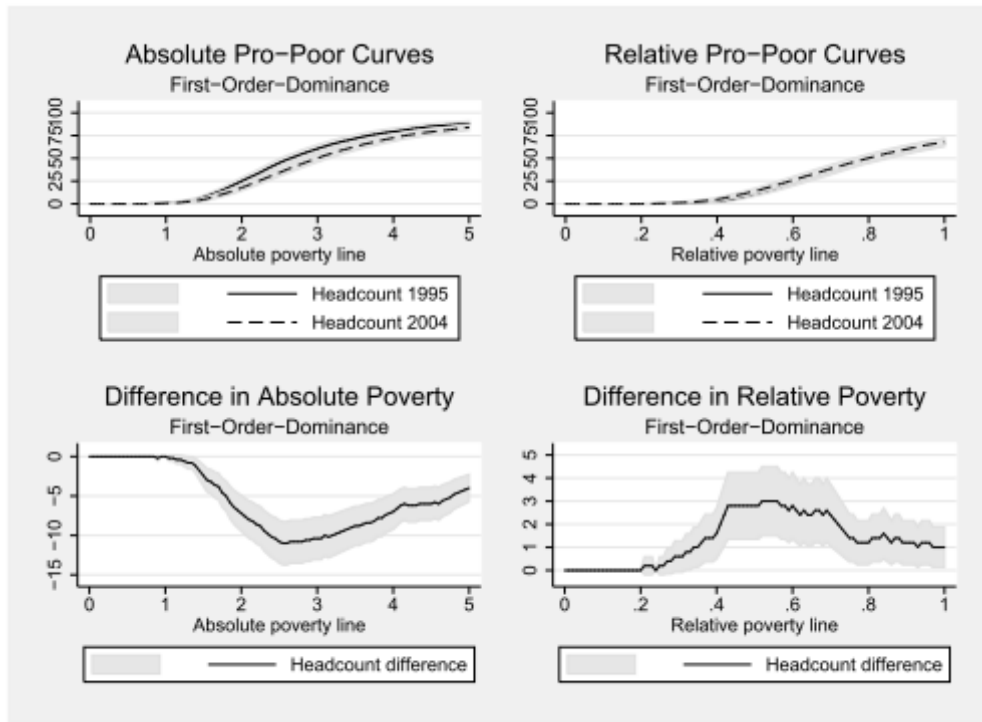 Absolute Pro-Poor Curves
First-Order-Dominance
0 25 50 75 100
0 1 2 3 4 5
Absolute poverty line
Headcount 1995
Headcount 2004
Relative Pro-Poor Curves
First-Order-Dominance
0 25 50 75 100
0 .2 .4 .6 .8 1
Relative poverty line
Headcount 1995
Headcount 2004
Difference in Absolute Poverty
First-Order-Dominance
-15 -10 -5 0
0 1 2 3 4 5
Absolute poverty line
Headcount difference
Difference in Relative Poverty
First-Order-Dominance
0 1 2 3 4 5
0 .2 .4 .6 .8 1
Relative poverty line
Headcount difference